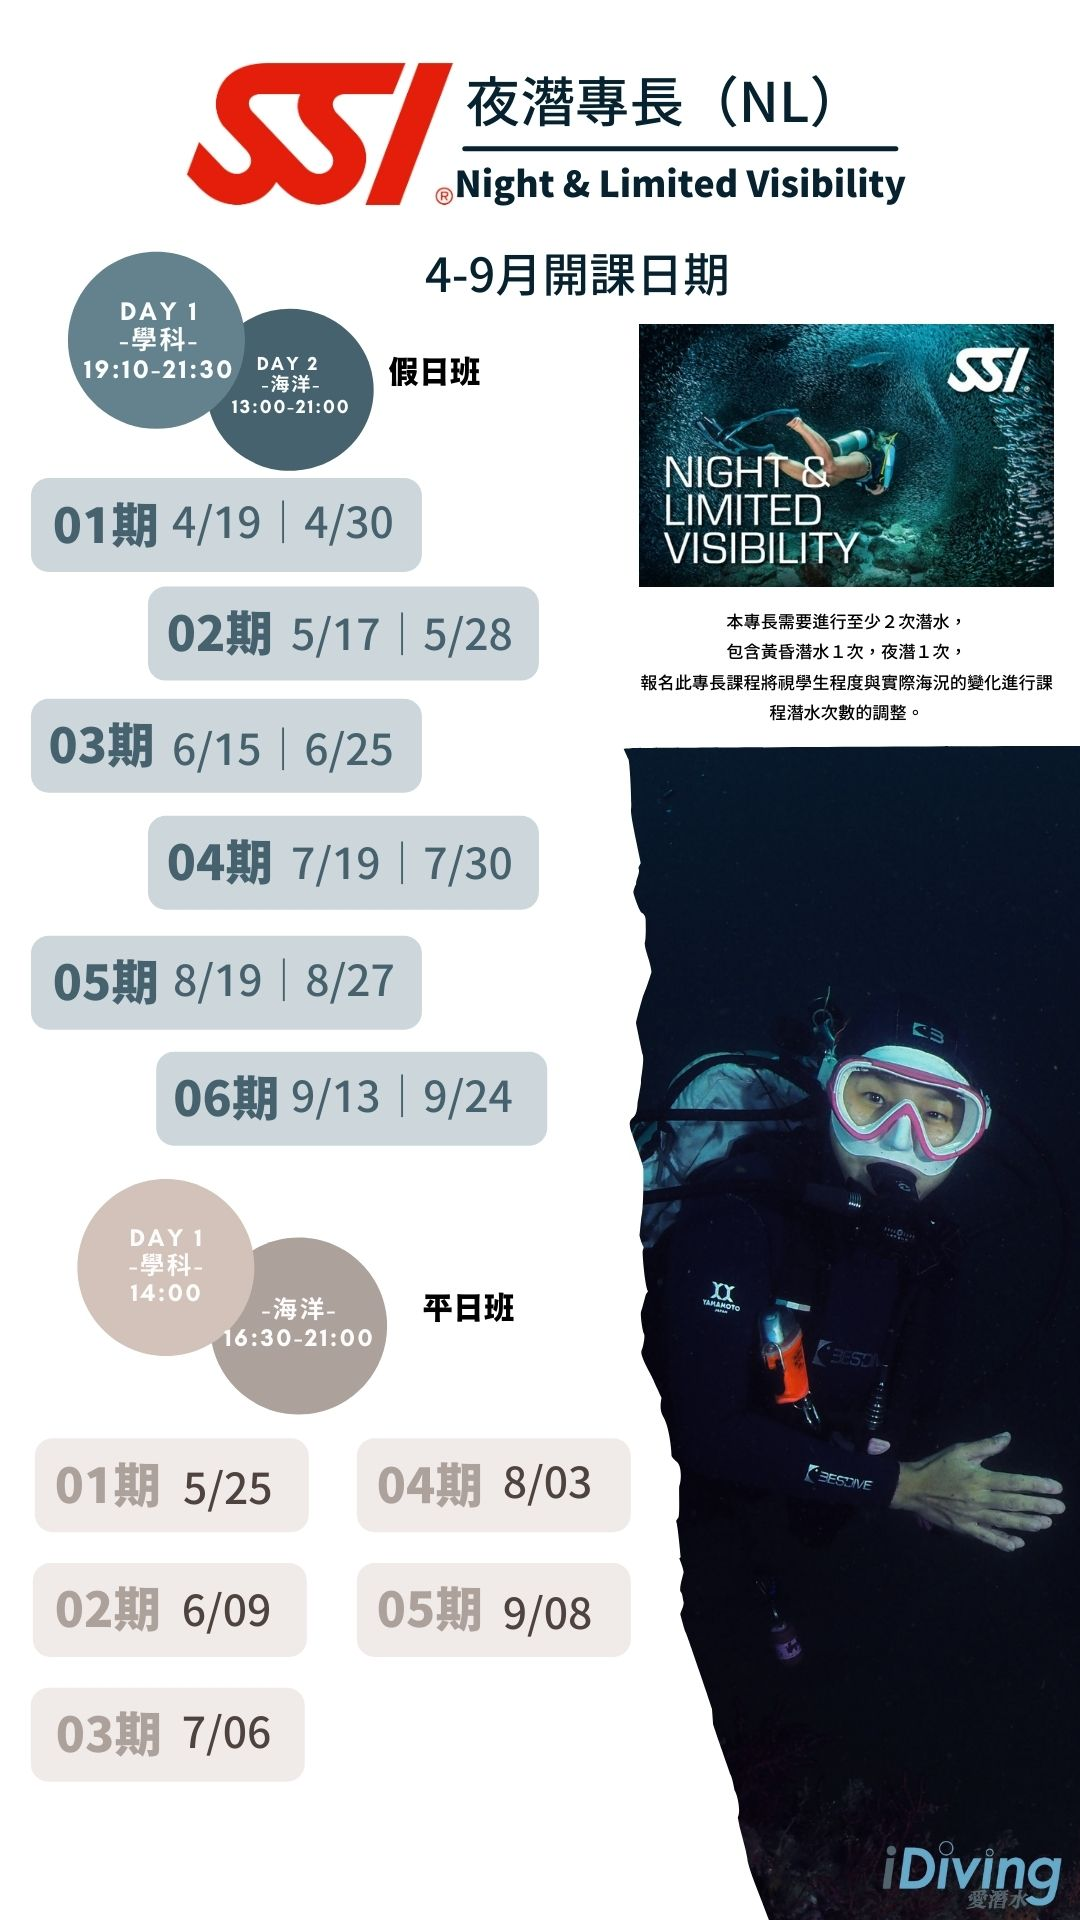 SSI®
夜潛專長（NL）
Night & Limited Visibility
4-9月開課日期
DAY 1
-學科-
19:10-21:30
DAY 2
-海洋-
13:00-21:00
假日班
01期 4/19｜4/30
02期 5/17｜5/28
03期 6/15｜6/25
04期 7/19｜7/30
05期 8/19｜8/27
06期 9/13｜9/24
SSI
NIGHT &
LIMITED
VISIBILITY
本專長需要進行至少２次潛水，
包含黃昏潛水１次，夜潛１次，
報名此專長課程將視學生程度與實際海況的變化進行課
程潛水次數的調整。
DAY 1
-學科-
14:00
-海洋-
16:30-21:00
平日班
01期 5/25
04期 8/03
02期 6/09
05期 9/08
03期 7/06
YAMAMOTO
JAPAN
BESDIVE
iDiving
愛潛水